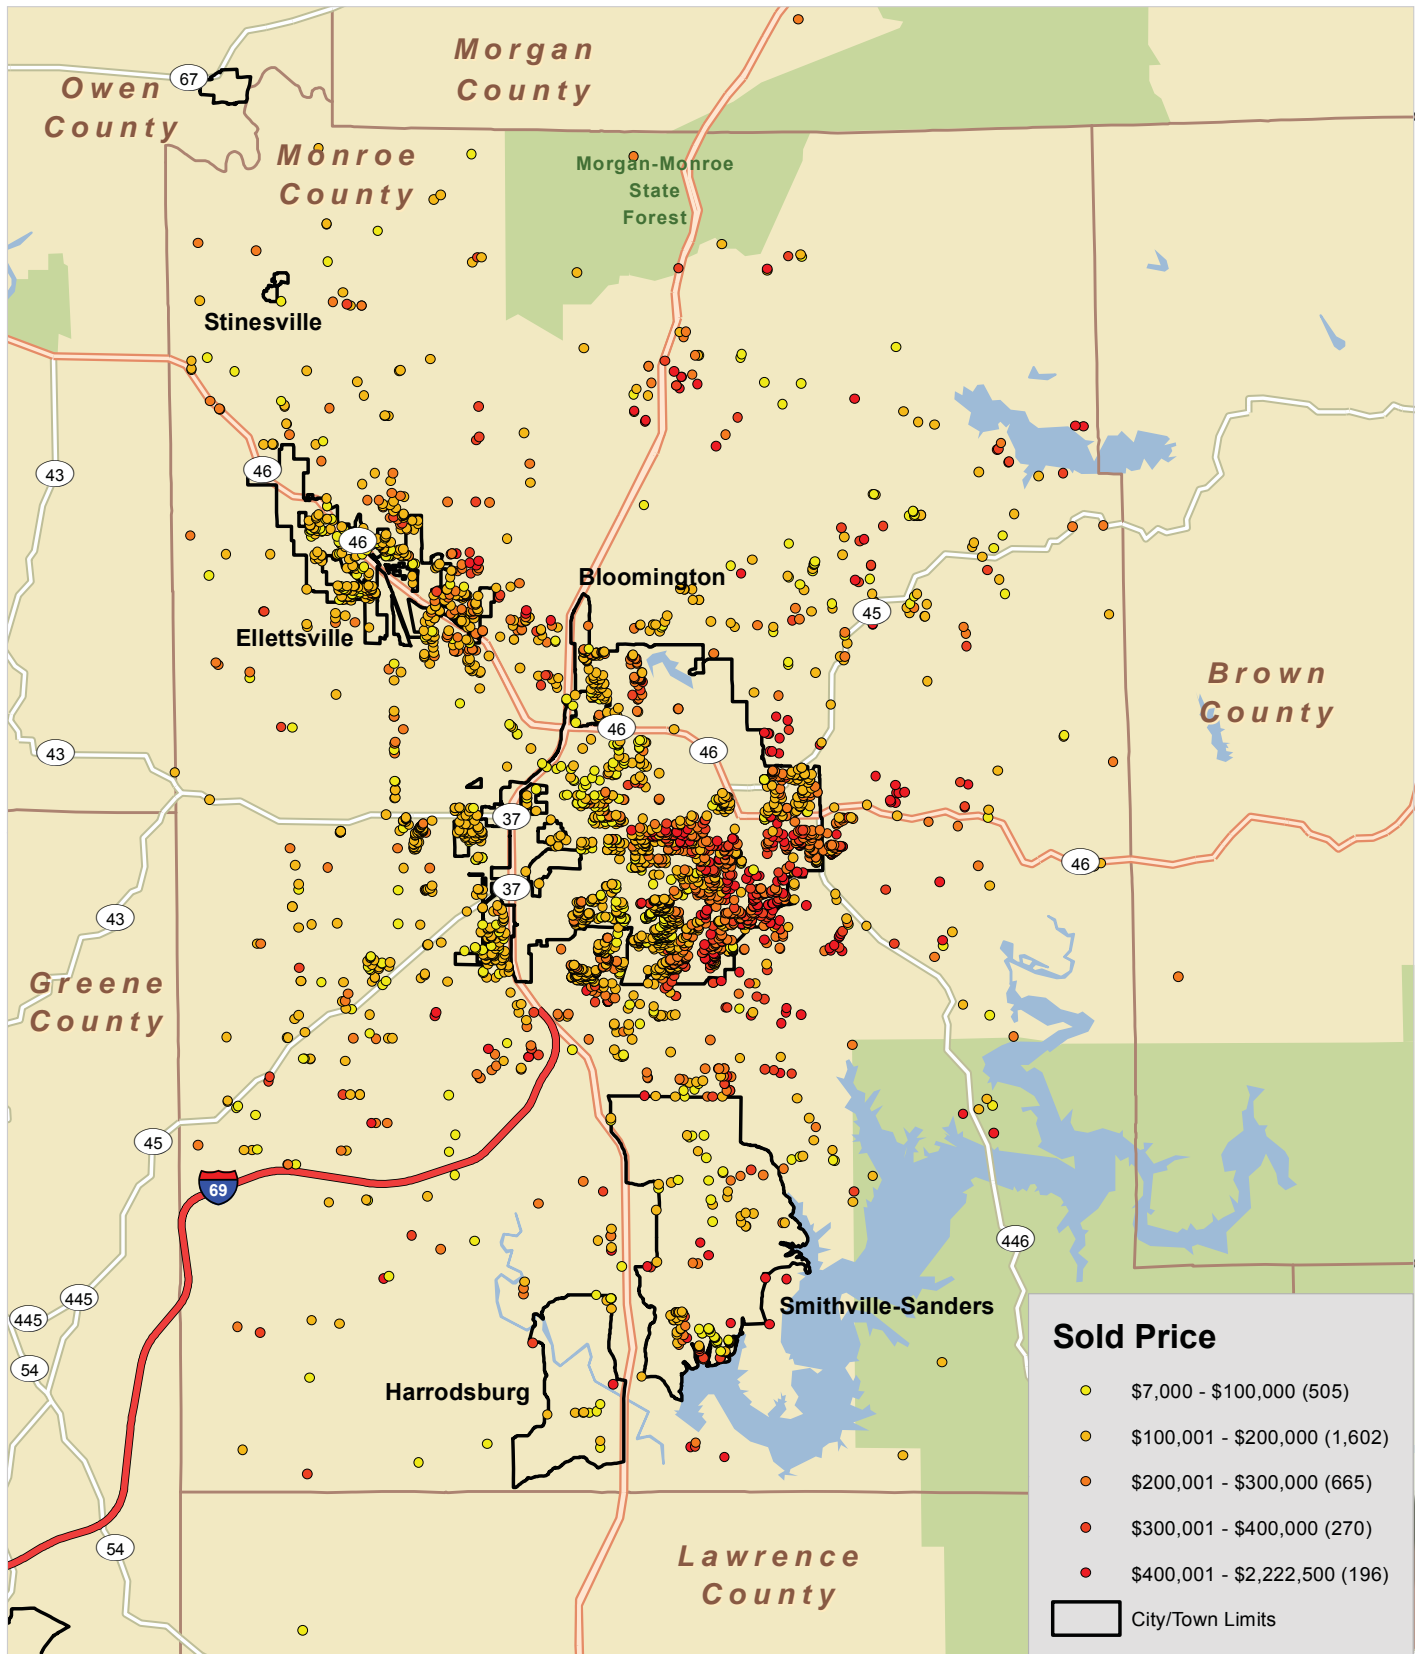 Morgan
County
67
Owen
County
Monroe
County
Morgan-Monroe
State
Forest
Stinesville
43
46
46
Bloomington
45
Ellettsville
Brown
County
46
46
43
37
46
37
43
Greene
County
45
69
446
445
445
Smithville-Sanders
54
Harrodsburg
54
Lawrence
County
Sold Price
$7,000 - $100,000 (505)
$100,001 - $200,000 (1,602)
$200,001 - $300,000 (665)
$300,001 - $400,000 (270)
$400,001 - $2,222,500 (196)
City/Town Limits